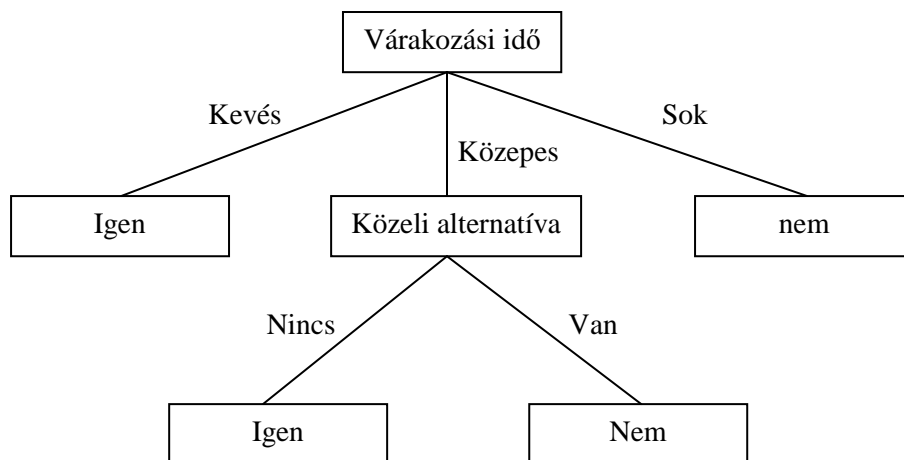 Várakozási idő
Kevés
Sok
Közepes
Igen
Közeli alternatíva
nem
Nincs
Van
Igen
Nem